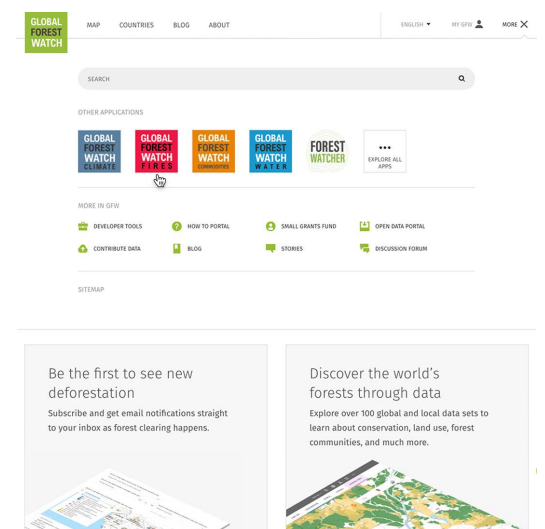 GLOBAL
FOREST
WATCH
MAP COUNTRIES BLOG ABOUT ENGLISH MY GFW MORE
SEARCH
OTHER APPLICATIONS
GLOBAL
FOREST
WATCH
CLIMATE
GLOBAL
FOREST
WATCH
FIRES
GLOBAL
FOREST
WATCH
COMMODITIES
GLOBAL
FOREST
WATCH
WATER
FOREST
WATCHER
EXPLORE ALL
APPS
MORE IN GFW
DEVELOPER TOOLS HOW TO PORTAL SMALL GRANTS FUND OPEN DATA PORTAL
CONTRIBUTE DATA BLOG STORIES DISCUSSION FORUM
SITEMAP
Be the first to see new
deforestation
Subscribe and get email notifications straight
to your inbox as forest clearing happens.
Discover the world's
forests through data
Explore over 100 global and local data sets to
learn about conservation, land use, forest
communities, and much more.